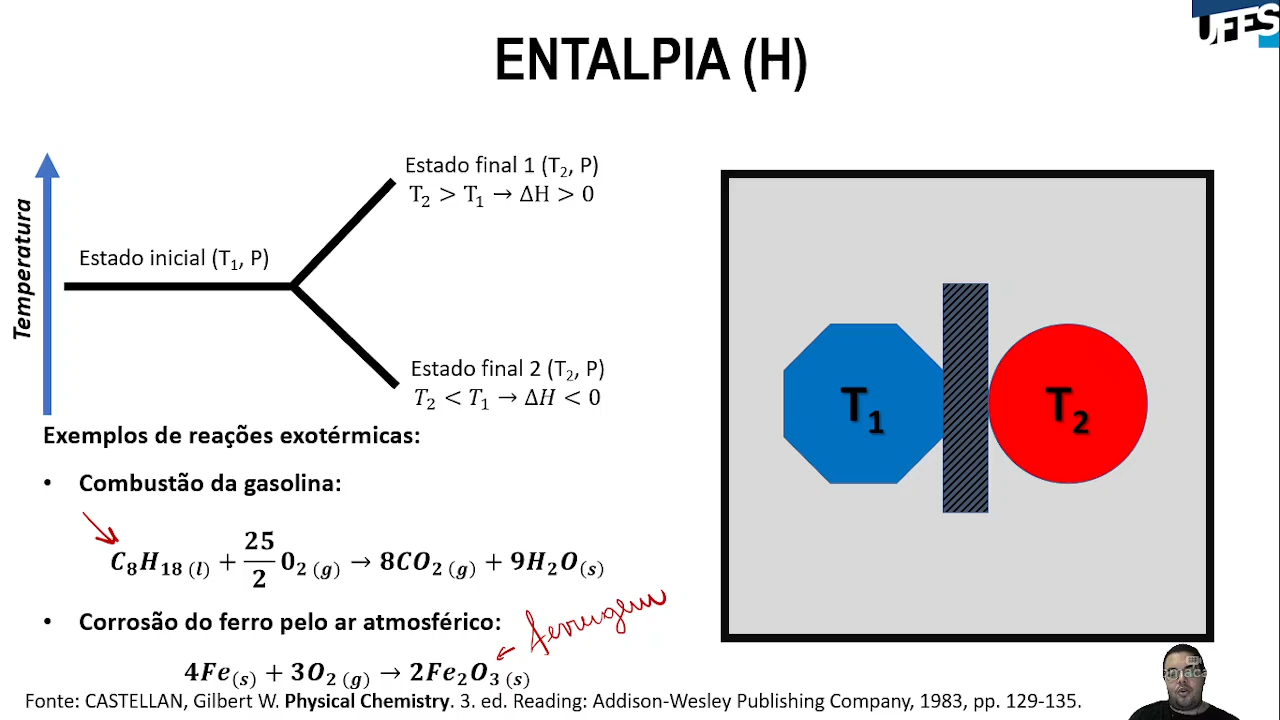 UFES
ENTALPIA (H)
Temperatura
Estado final 1 (T₂, P)
T₂ > T₁ → ΔH > 0
Estado inicial (T₁, P)
Estado final 2 (T₂, P)
T₂ < T₁ → ΔH < 0
T₁
T₂
Exemplos de reações exotérmicas:
• Combustão da gasolina:
C₈H₁₈ (l) + 25/2 0₂ (g) → 8CO₂ (g) + 9H₂O(s)
• Corrosão do ferro pelo ar atmosférico:
ferrugem
4Fe(s) + 3O₂ (g) → 2Fe₂O₃ (s)
Fonte: CASTELLAN, Gilbert W. Physical Chemistry. 3. ed. Reading: Addison-Wesley Publishing Company, 1983, pp. 129-135.